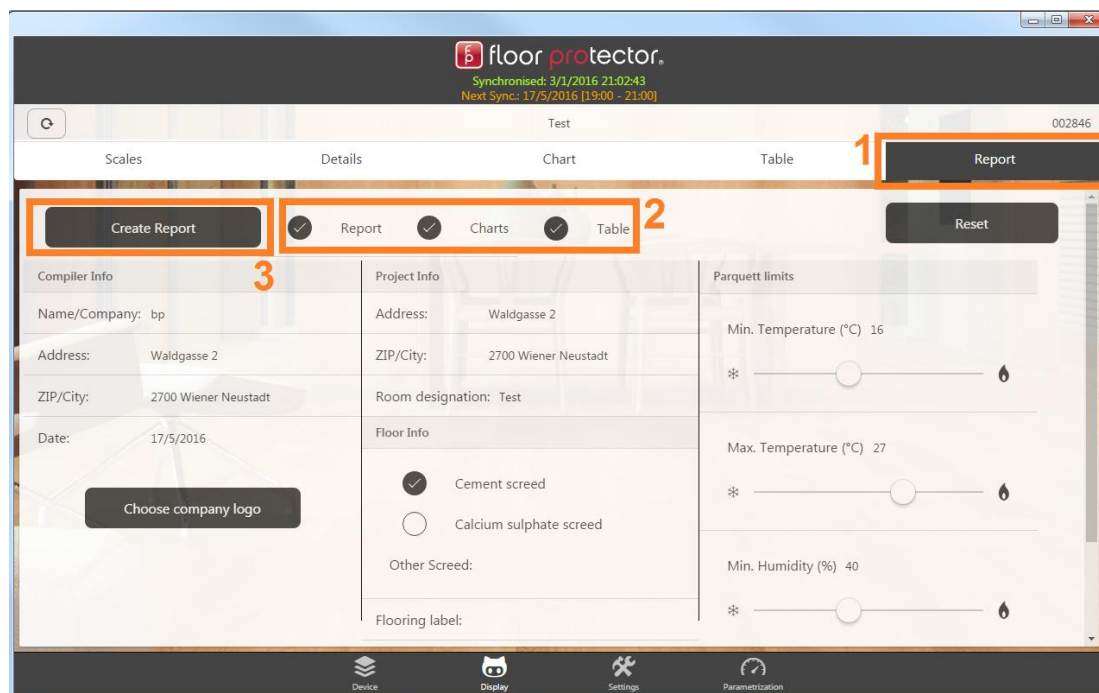 floor protector®
Synchronised: 3/1/2016 21:02:43
Next Sync.: 17/5/2016 [19:00 - 21:00]
Test 002846
Scales Details Chart Table 1 Report
Create Report Report Charts Table 2 Reset
3
Compiler Info
Name/Company: bp
Address: Waldgasse 2
ZIP/City: 2700 Wiener Neustadt
Date: 17/5/2016
Choose company logo
Project Info
Address: Waldgasse 2
ZIP/City: 2700 Wiener Neustadt
Room designation: Test
Floor Info
Cement screed
Calcium sulphate screed
Other Screed:
Flooring label:
Parquett limits
Min. Temperature (°C) 16
Max. Temperature (°C) 27
Min. Humidity (%) 40
Device Display Settings Parametrization